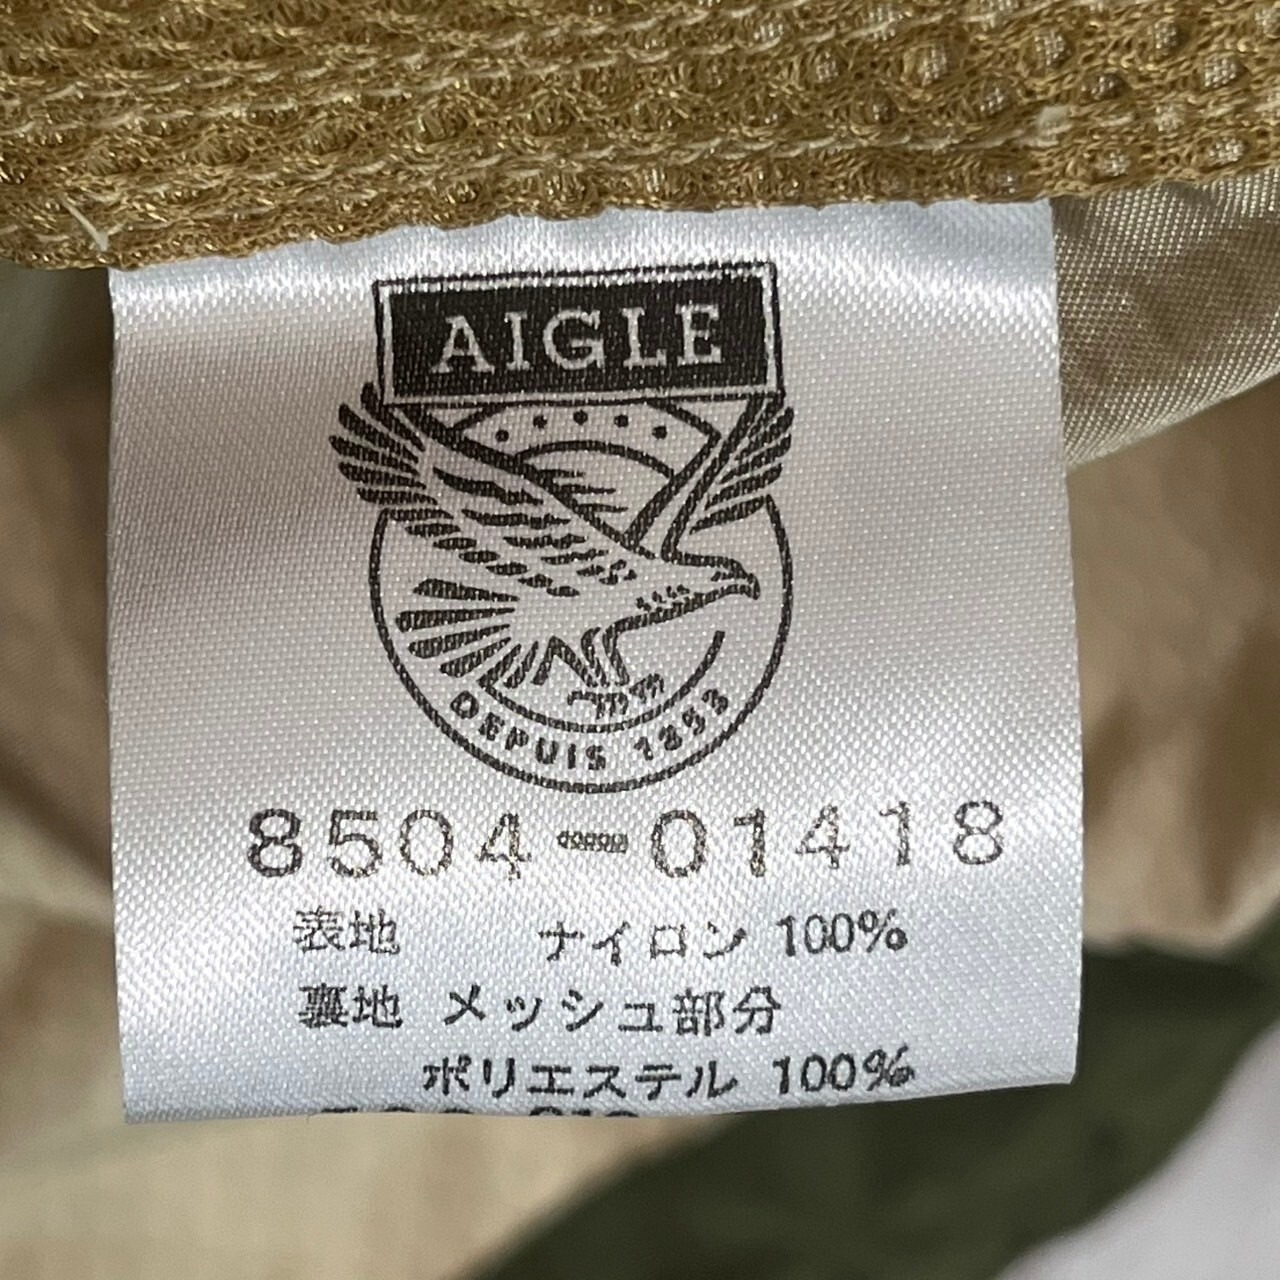 AIGLE
DEPUIS 1853
8504-01418
表地 ナイロン 100%
裏地 メッシュ部分
ポリエステル 100%